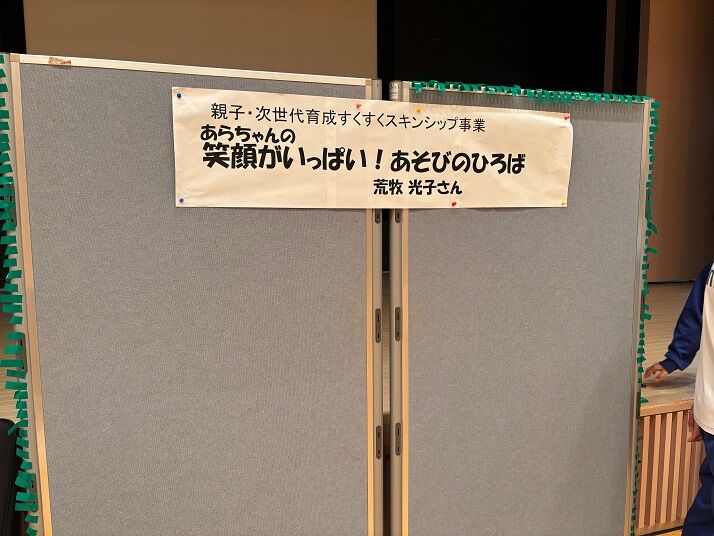 親子・次世代育成すくすくスキンシップ事業
あらちゃんの
笑顔がいっぱい！あそびのひろば
荒牧 光子さん